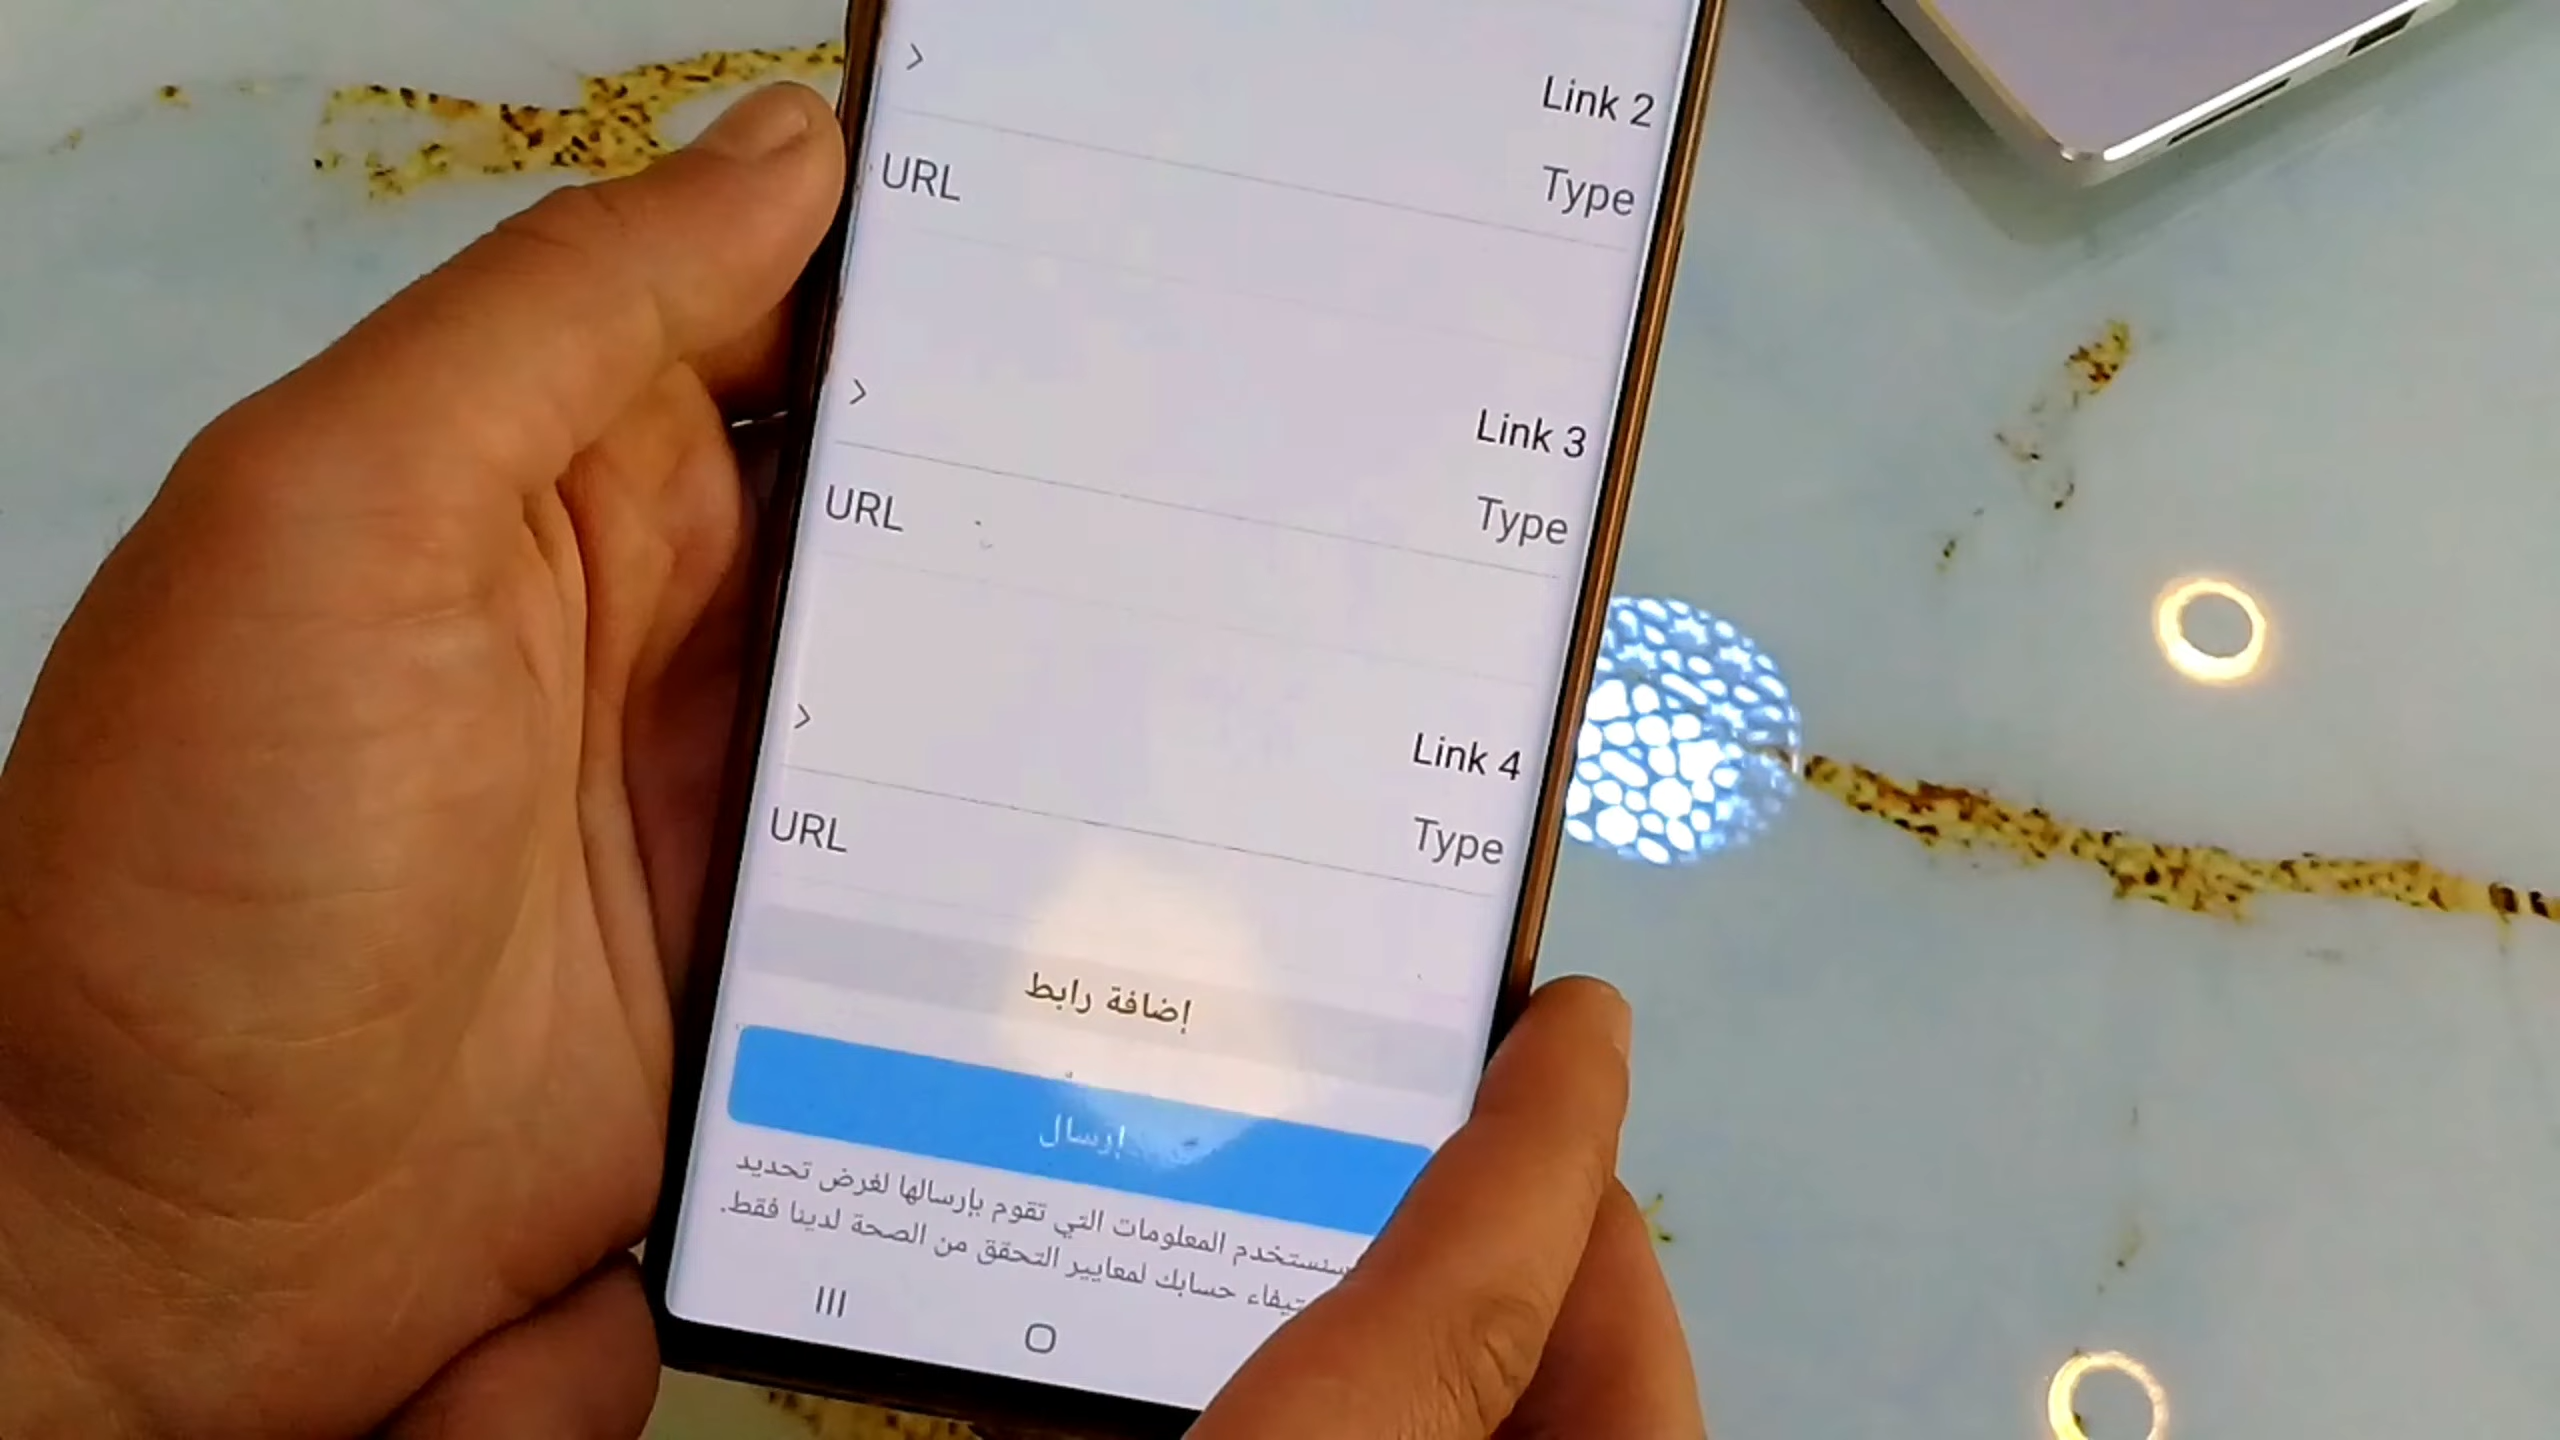 Link 2
Type
URL
Link 3
Type
URL
Link 4
Type
URL
إضافة رابط
إرسال
سنستخدم المعلومات التي تقوم بإرسالها لغرض تحديد
حسابك لمعايير التحقق من الصحة لدينا فقط.